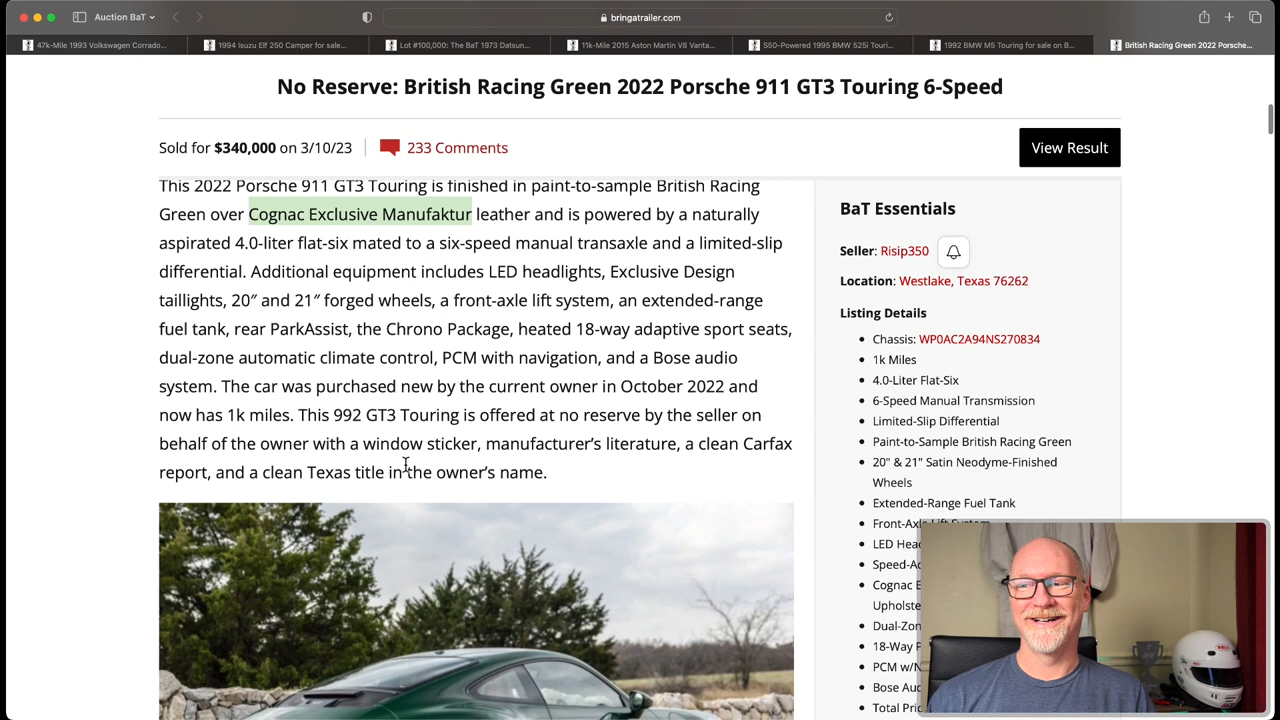 Auction BaT
bringatrailer.com
47k-Mile 1993 Volkswagen Corrado...
1994 Isuzu Elf 250 Camper for sale...
Lot #100,000: The BaT 1973 Datsun...
11k-Mile 2015 Aston Martin V8 Vanta...
S50-Powered 1995 BMW 525i Touri...
1992 BMW M5 Touring for sale on B...
British Racing Green 2022 Porsche...
No Reserve: British Racing Green 2022 Porsche 911 GT3 Touring 6-Speed
Sold for $340,000 on 3/10/23
233 Comments
View Result
This 2022 Porsche 911 GT3 Touring is finished in paint-to-sample British Racing
Green over Cognac Exclusive Manufaktur leather and is powered by a naturally
aspirated 4.0-liter flat-six mated to a six-speed manual transaxle and a limited-slip
differential. Additional equipment includes LED headlights, Exclusive Design
taillights, 20″ and 21″ forged wheels, a front-axle lift system, an extended-range
fuel tank, rear ParkAssist, the Chrono Package, heated 18-way adaptive sport seats,
dual-zone automatic climate control, PCM with navigation, and a Bose audio
system. The car was purchased new by the current owner in October 2022 and
now has 1k miles. This 992 GT3 Touring is offered at no reserve by the seller on
behalf of the owner with a window sticker, manufacturer’s literature, a clean Carfax
report, and a clean Texas title in the owner’s name.
BaT Essentials
Seller: Risip350
Location: Westlake, Texas 76262
Listing Details
Chassis: WP0AC2A94NS270834
1k Miles
4.0-Liter Flat-Six
6-Speed Manual Transmission
Limited-Slip Differential
Paint-to-Sample British Racing Green
20" & 21" Satin Neodyme-Finished
Wheels
Extended-Range Fuel Tank
Front-Axle Lift System
LED Head
Speed-Ac
Cognac E
Upholste
Dual-Zon
18-Way P
PCM w/N
Bose Aud
Total Pric
BELL